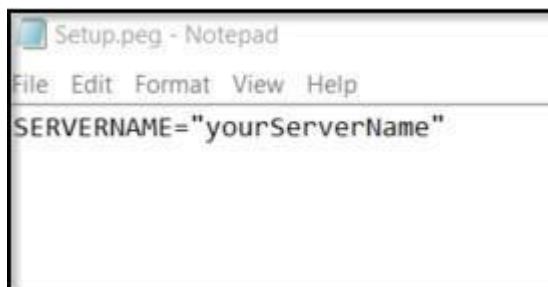 Setup.peg - Notepad
File Edit Format View Help
SERVERNAME="yourServerName"